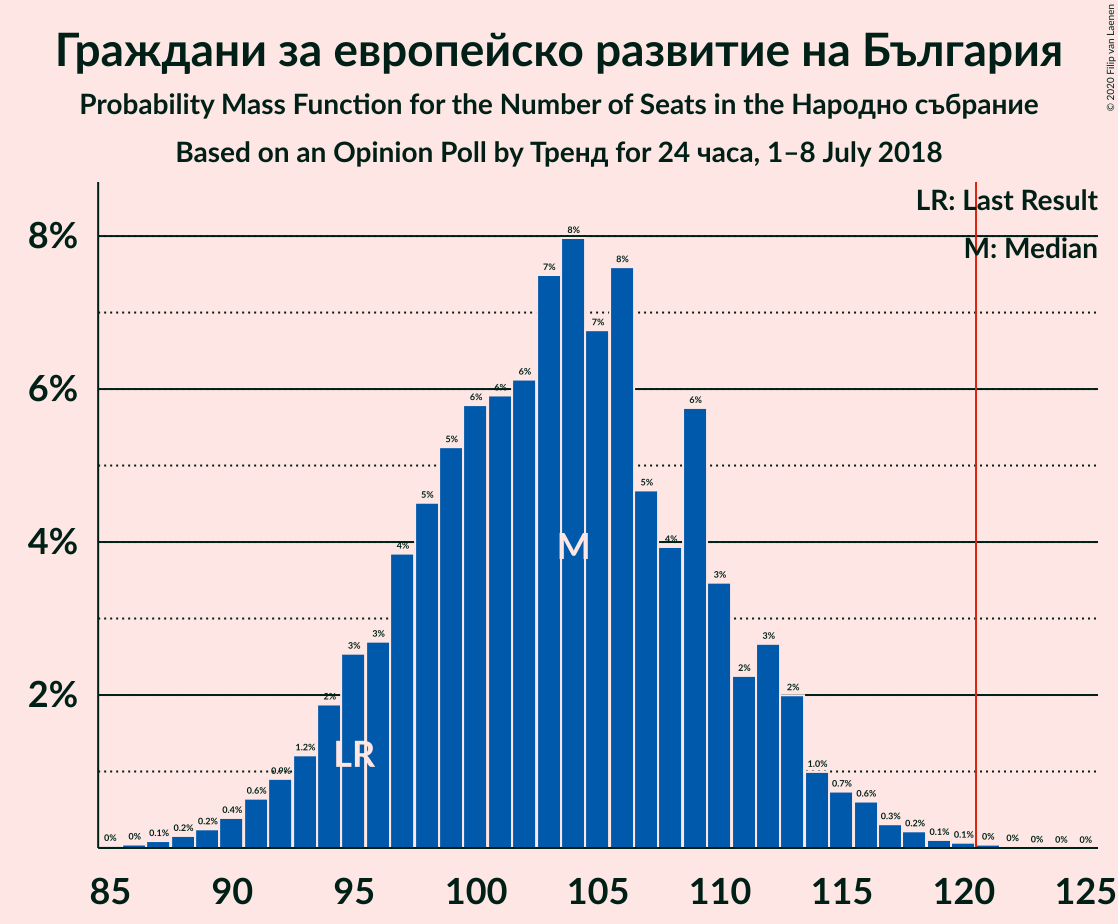 Граждани за европейско развитие на България
Probability Mass Function for the Number of Seats in the Народно събрание
Based on an Opinion Poll by Тренд for 24 часа, 1–8 July 2018
© 2020 Filip van Laenen
LR: Last Result
M: Median
8%
6%
4%
2%
0% 0% 0.1% 0.2% 0.2% 0.4% 0.6% 0.9% 1.2% 2% 3% 3% 4% 5% 5% 6% 6% 6% 7% 8% 7% 8% 5% 4% 6% 3% 2% 3% 2% 1.0% 0.7% 0.6% 0.3% 0.2% 0.1% 0.1% 0% 0% 0% 0% 0%
M
LR
85 90 95 100 105 110 115 120 125